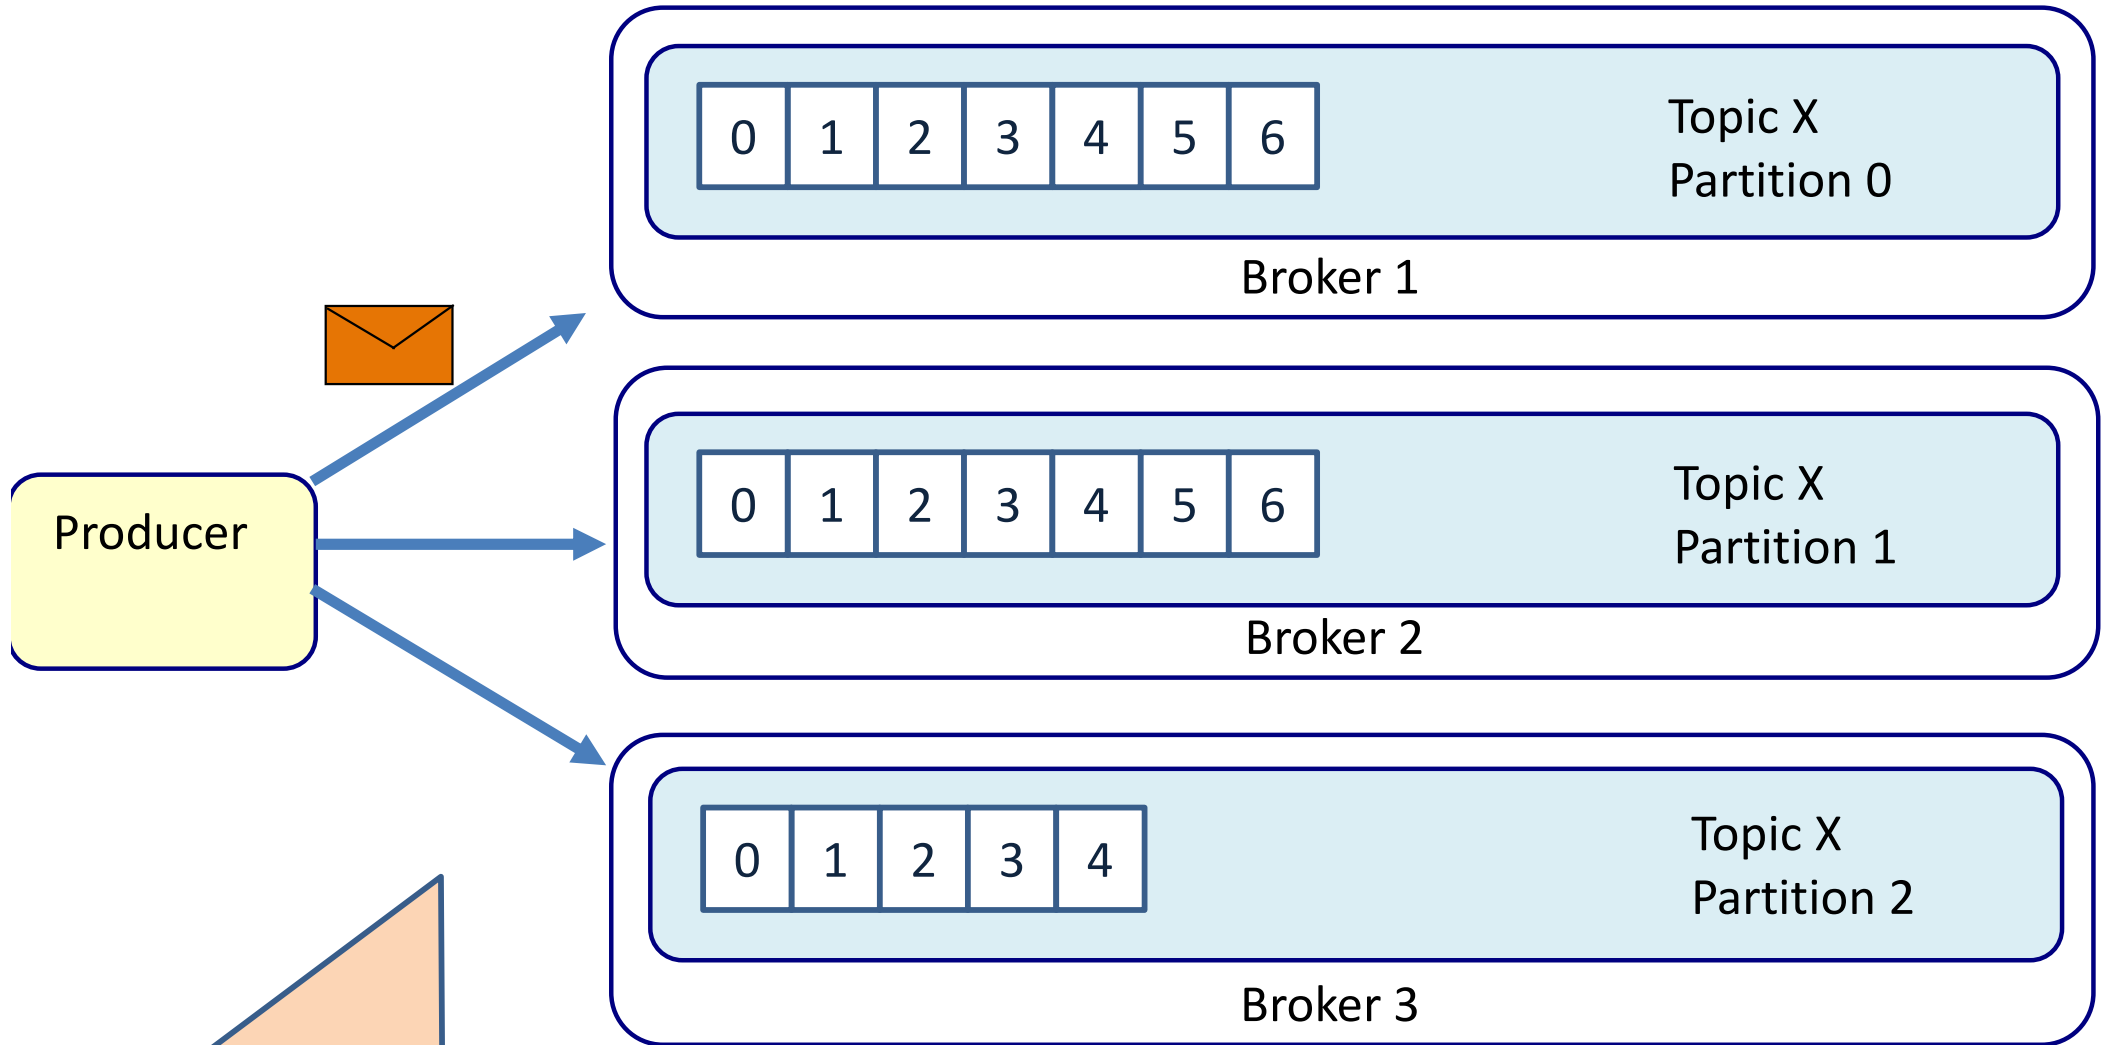 0 1 2 3 4 5 6
Topic X
Partition 0
Broker 1
Producer
0 1 2 3 4 5 6
Topic X
Partition 1
Broker 2
0 1 2 3 4
Topic X
Partition 2
Broker 3